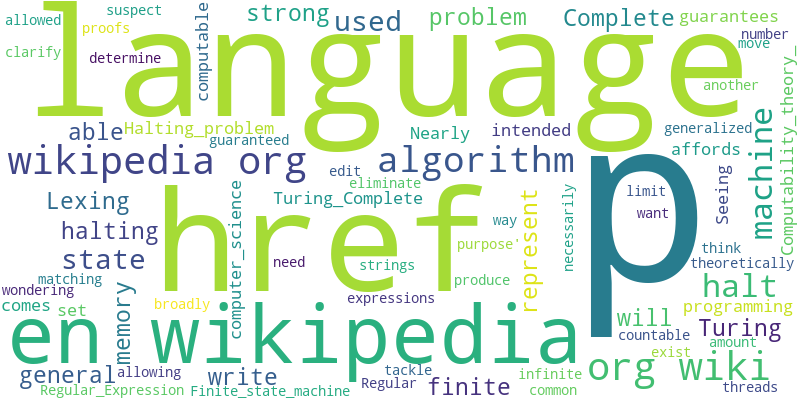 allowed
suspect
strong
used
problem
Complete
guarantees
proofs
clarify
determine
computable
language
number
move
another
able
Halting_problem
guaranteed
Nearly
intended
generalized
affords
machine
Computability_theory_
wikipedia org
edit
algorithm
p
limit
want
Seeing
Lexing
halting
state
href
eliminate
Turing_Complete
computer_science
way
purpose'
represent
necessarily
think
theoretically
matching
wondering
comes
set
memory
need
strings
produce
broadly
expressions
halt
programming
en wikipedia
will
countable
Turing
exist
amount
org wiki
threads
general
allowing
write
tackle
Regular
finite
infinite
common
Regular_Expression
Finite_state_machine